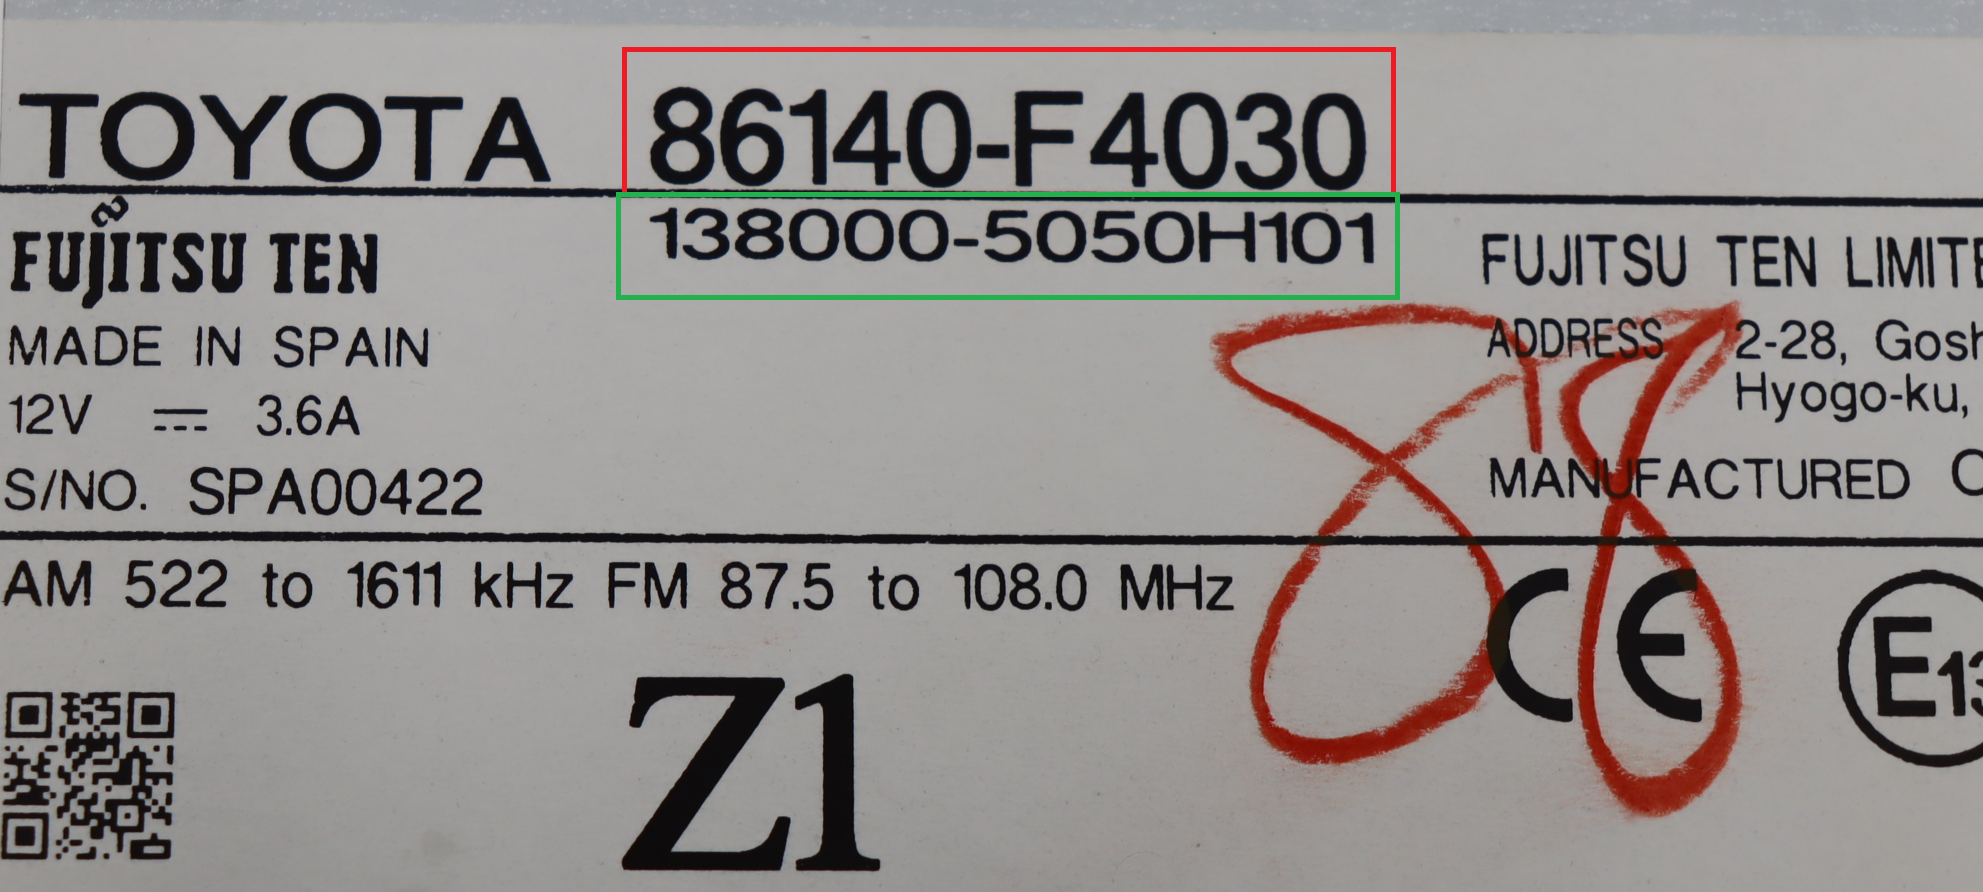 TOYOTA 86140-F4030
FUJITSU TEN 138000-5050H101
MADE IN SPAIN
12V 3.6A
S/NO. SPA00422
FUJITSU TEN LIMITE
ADDRESS 2-28, Gosh
Hyogo-ku,
MANUFACTURED
88
AM 522 to 1611 kHz FM 87.5 to 108.0 MHz
Z1
CE
E13